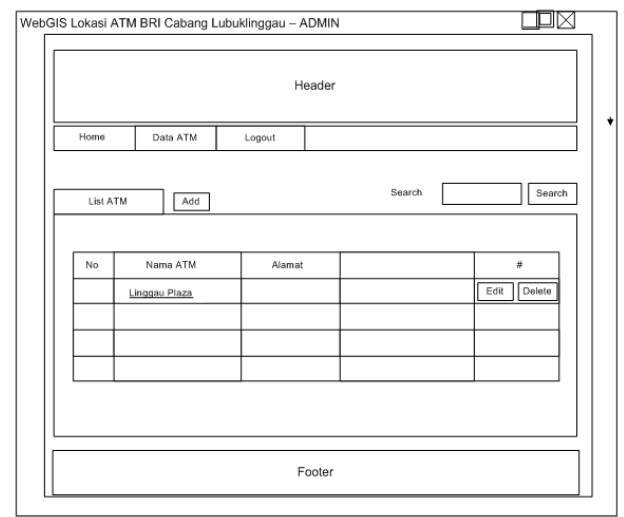 WebGIS Lokasi ATM BRI Cabang Lubuklinggau – ADMIN
Header
Home Data ATM Logout
List ATM Add Search Search
No Nama ATM Alamat #
Linggau Plaza Edit Delete
Footer